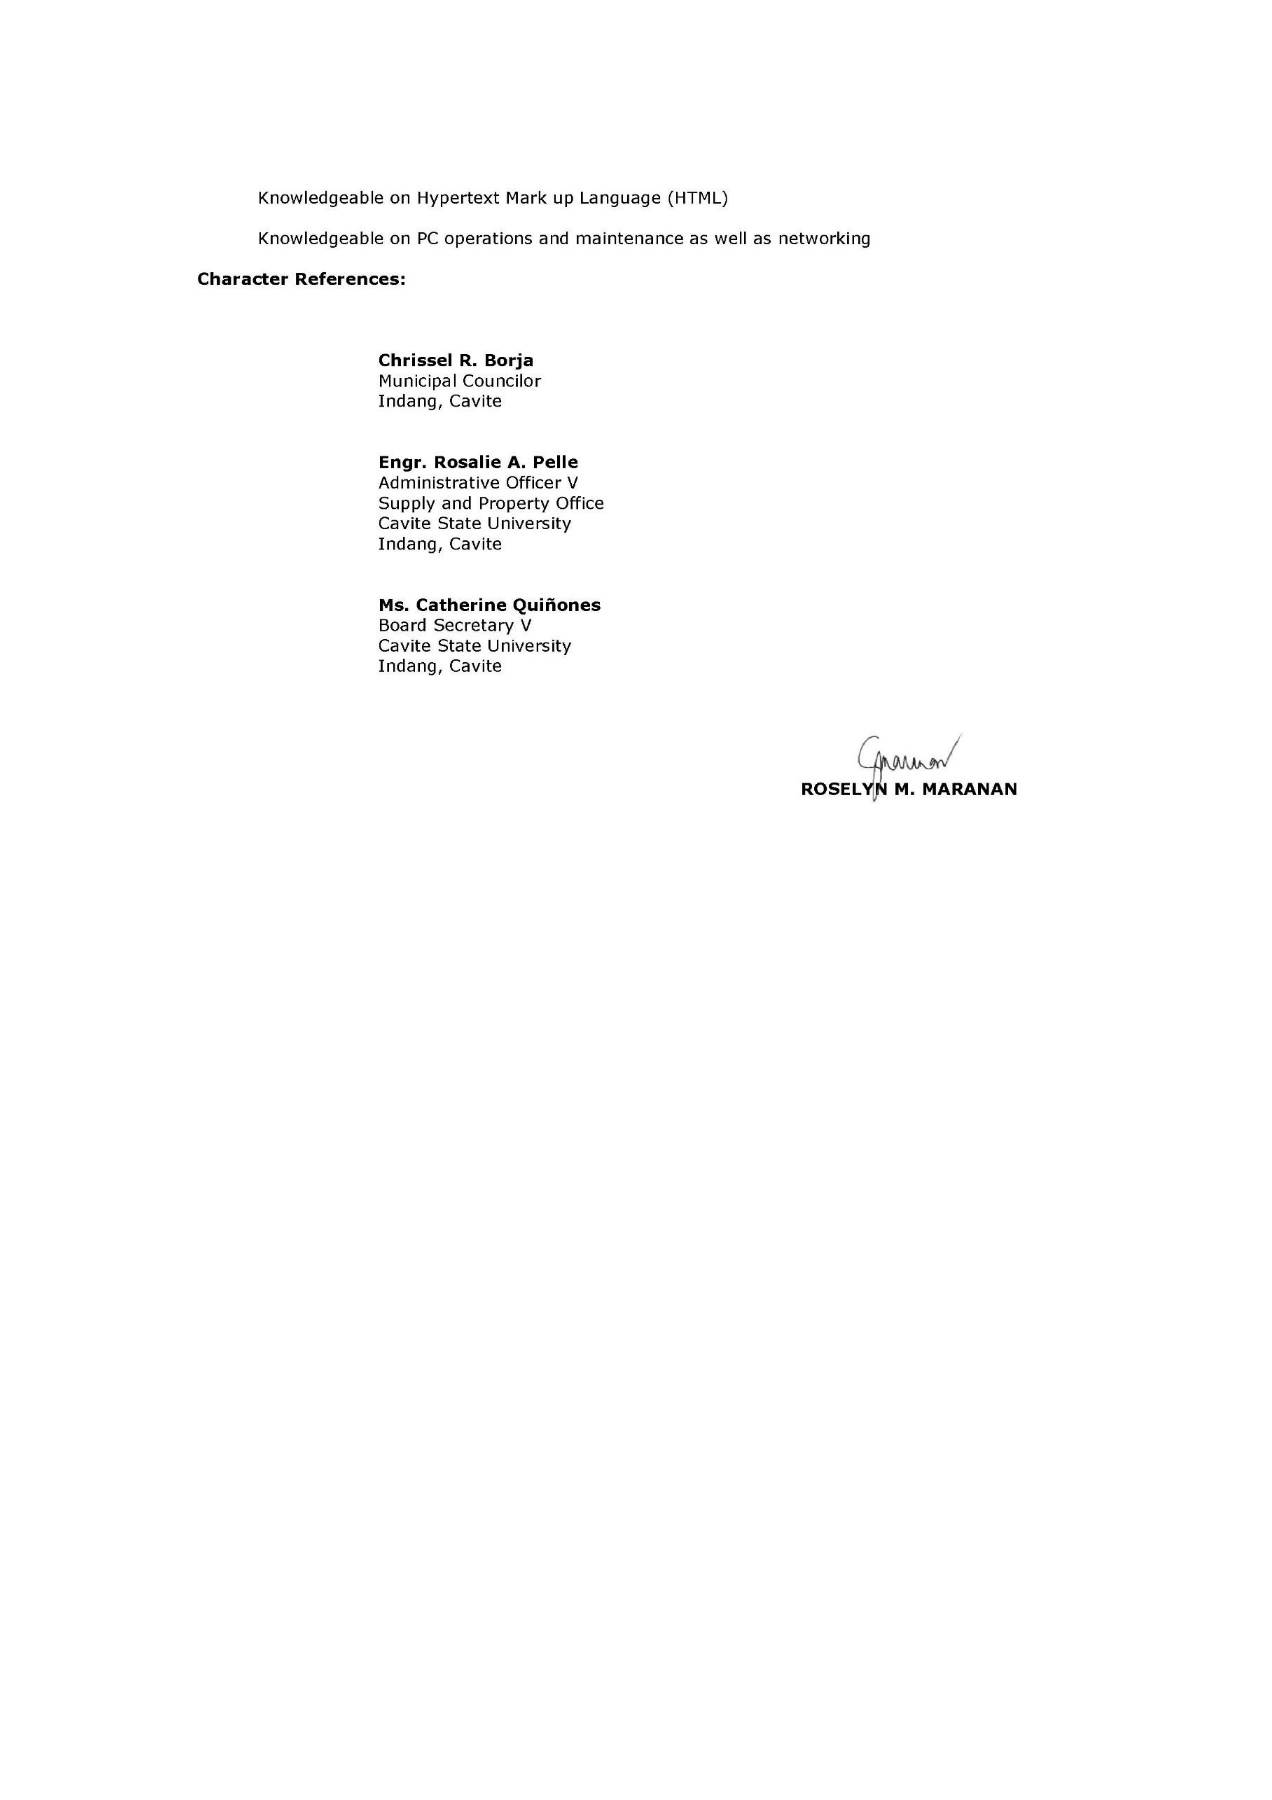 Knowledgeable on Hypertext Mark up Language (HTML)
Knowledgeable on PC operations and maintenance as well as networking
Character References:
Chrissel R. Borja
Municipal Councilor
Indang, Cavite
Engr. Rosalie A. Pelle
Administrative Officer V
Supply and Property Office
Cavite State University
Indang, Cavite
Ms. Catherine Quiñones
Board Secretary V
Cavite State University
Indang, Cavite
ROSELYN M. MARANAN